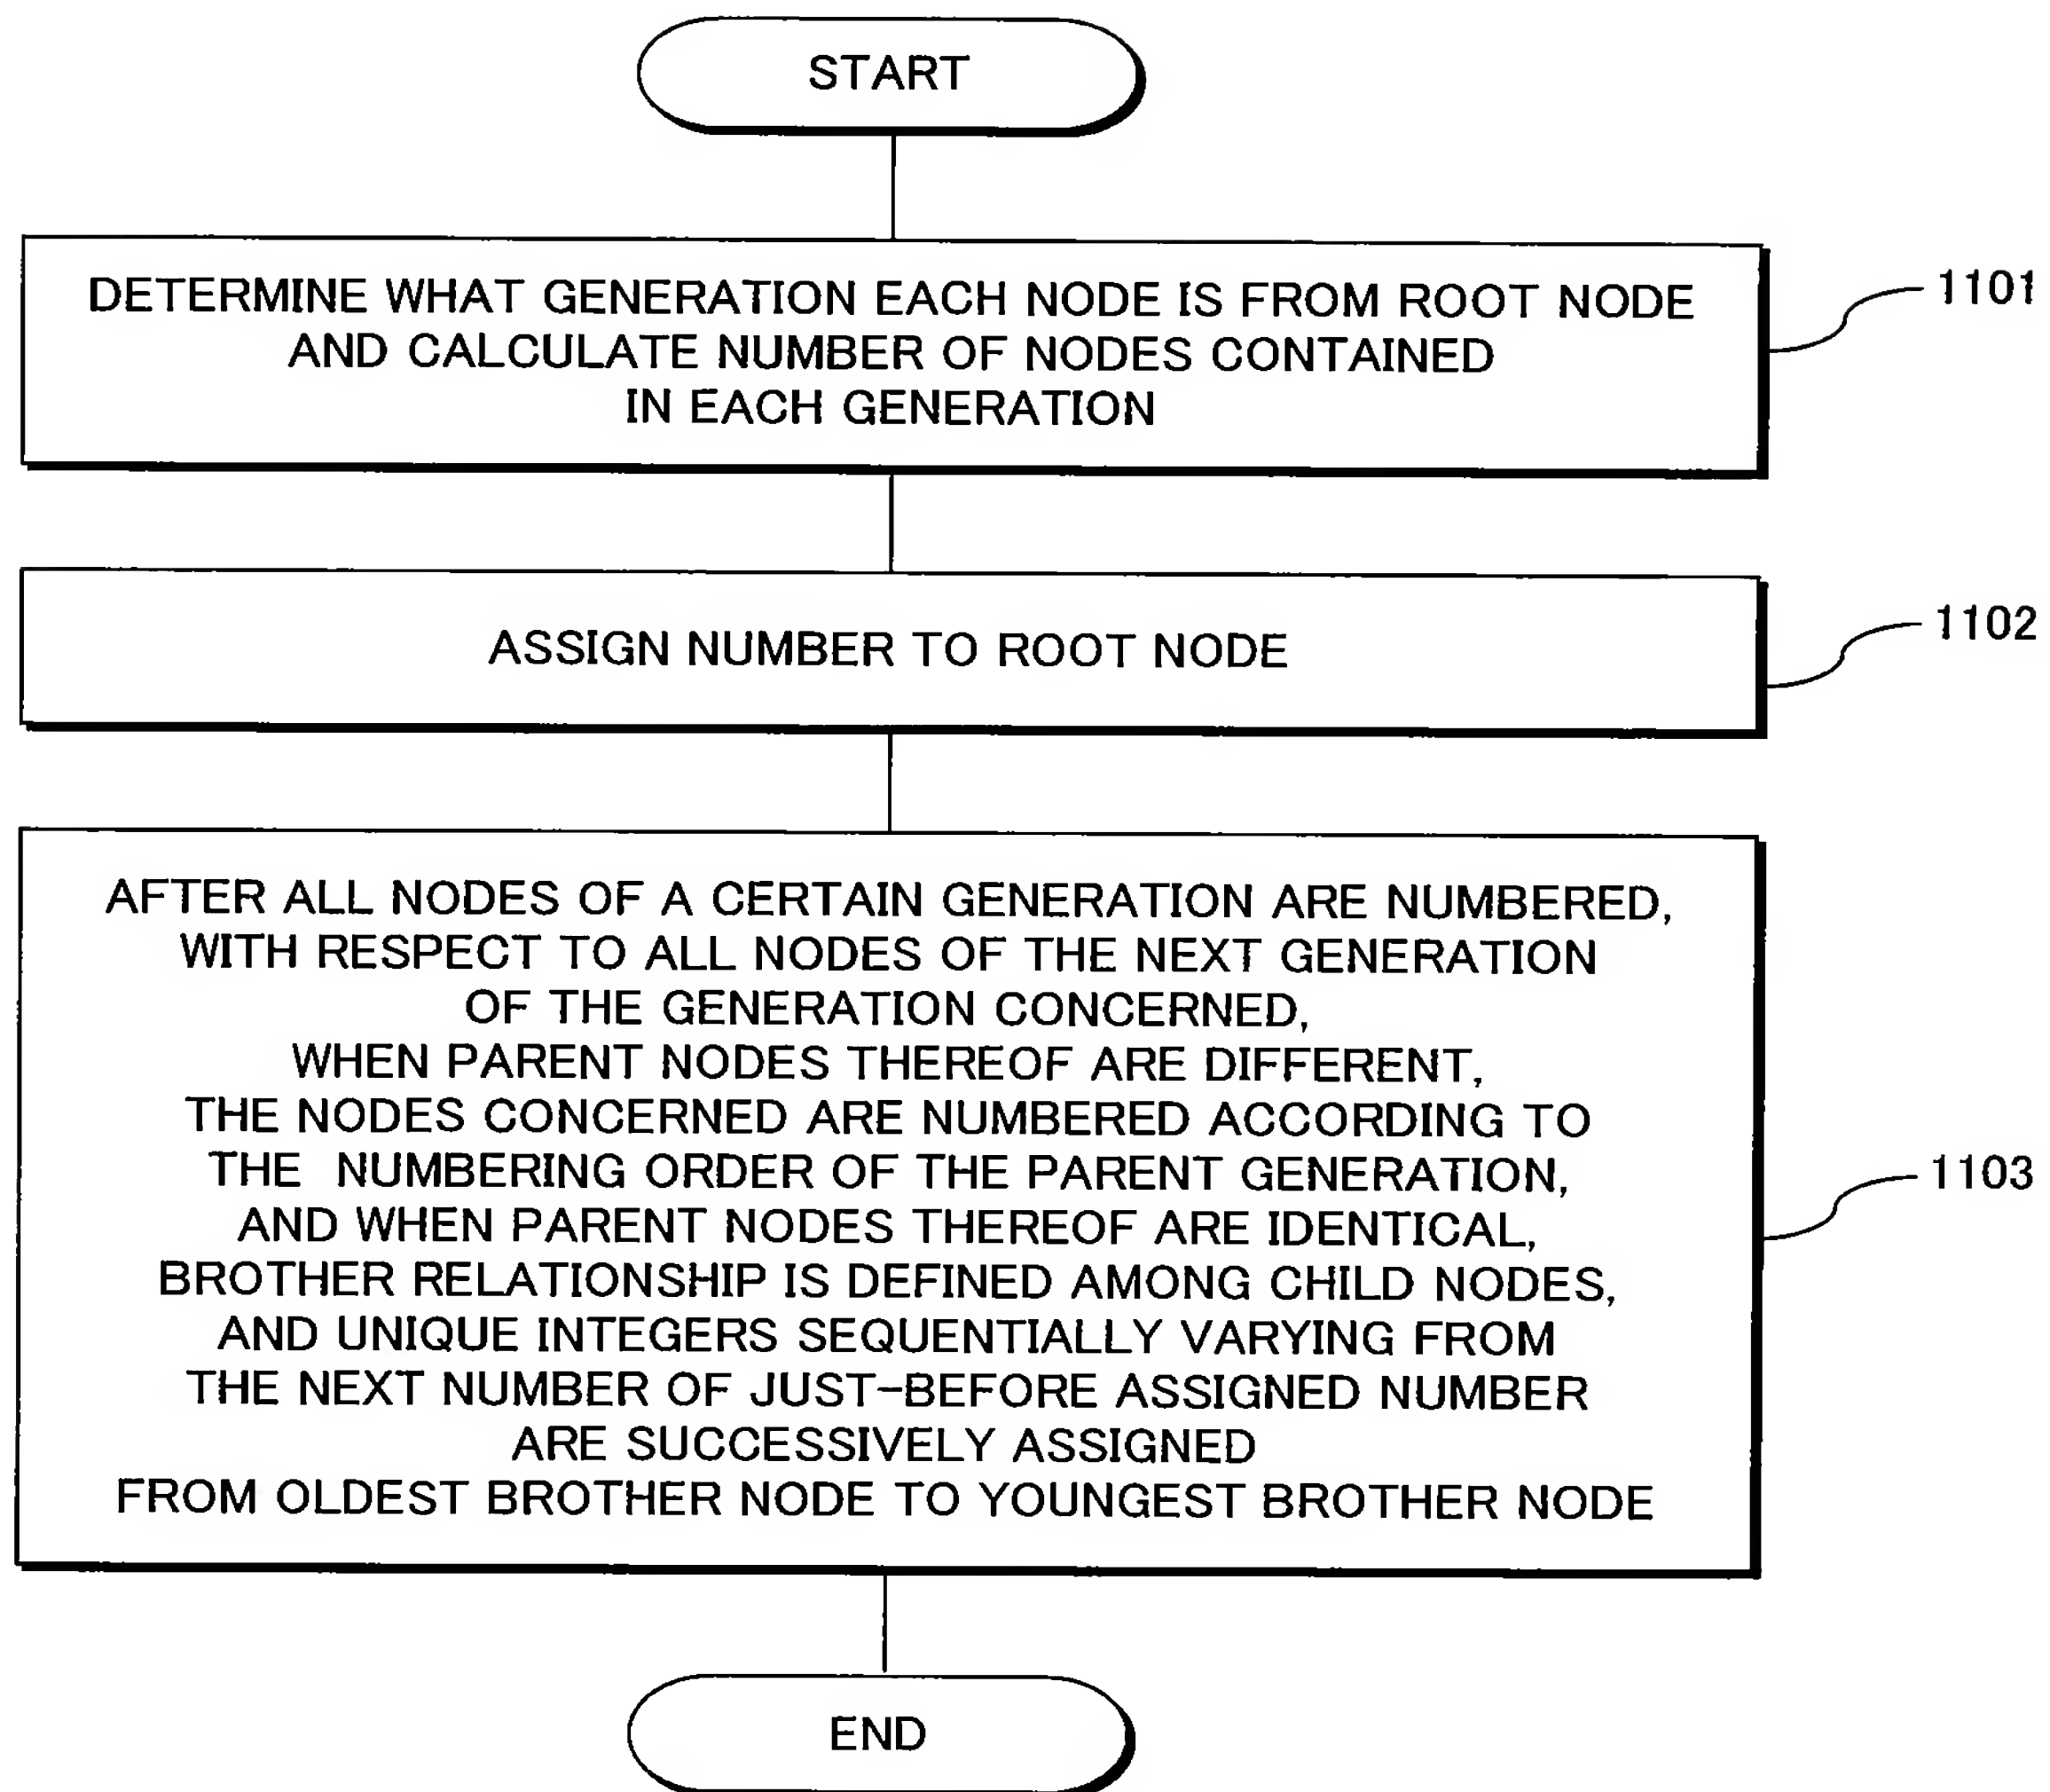 START
DETERMINE WHAT GENERATION EACH NODE IS FROM ROOT NODE
AND CALCULATE NUMBER OF NODES CONTAINED
IN EACH GENERATION
1101
ASSIGN NUMBER TO ROOT NODE
1102
AFTER ALL NODES OF A CERTAIN GENERATION ARE NUMBERED,
WITH RESPECT TO ALL NODES OF THE NEXT GENERATION
OF THE GENERATION CONCERNED,
WHEN PARENT NODES THEREOF ARE DIFFERENT,
THE NODES CONCERNED ARE NUMBERED ACCORDING TO
THE NUMBERING ORDER OF THE PARENT GENERATION,
AND WHEN PARENT NODES THEREOF ARE IDENTICAL,
BROTHER RELATIONSHIP IS DEFINED AMONG CHILD NODES,
AND UNIQUE INTEGERS SEQUENTIALLY VARYING FROM
THE NEXT NUMBER OF JUST-BEFORE ASSIGNED NUMBER
ARE SUCCESSIVELY ASSIGNED
FROM OLDEST BROTHER NODE TO YOUNGEST BROTHER NODE
1103
END